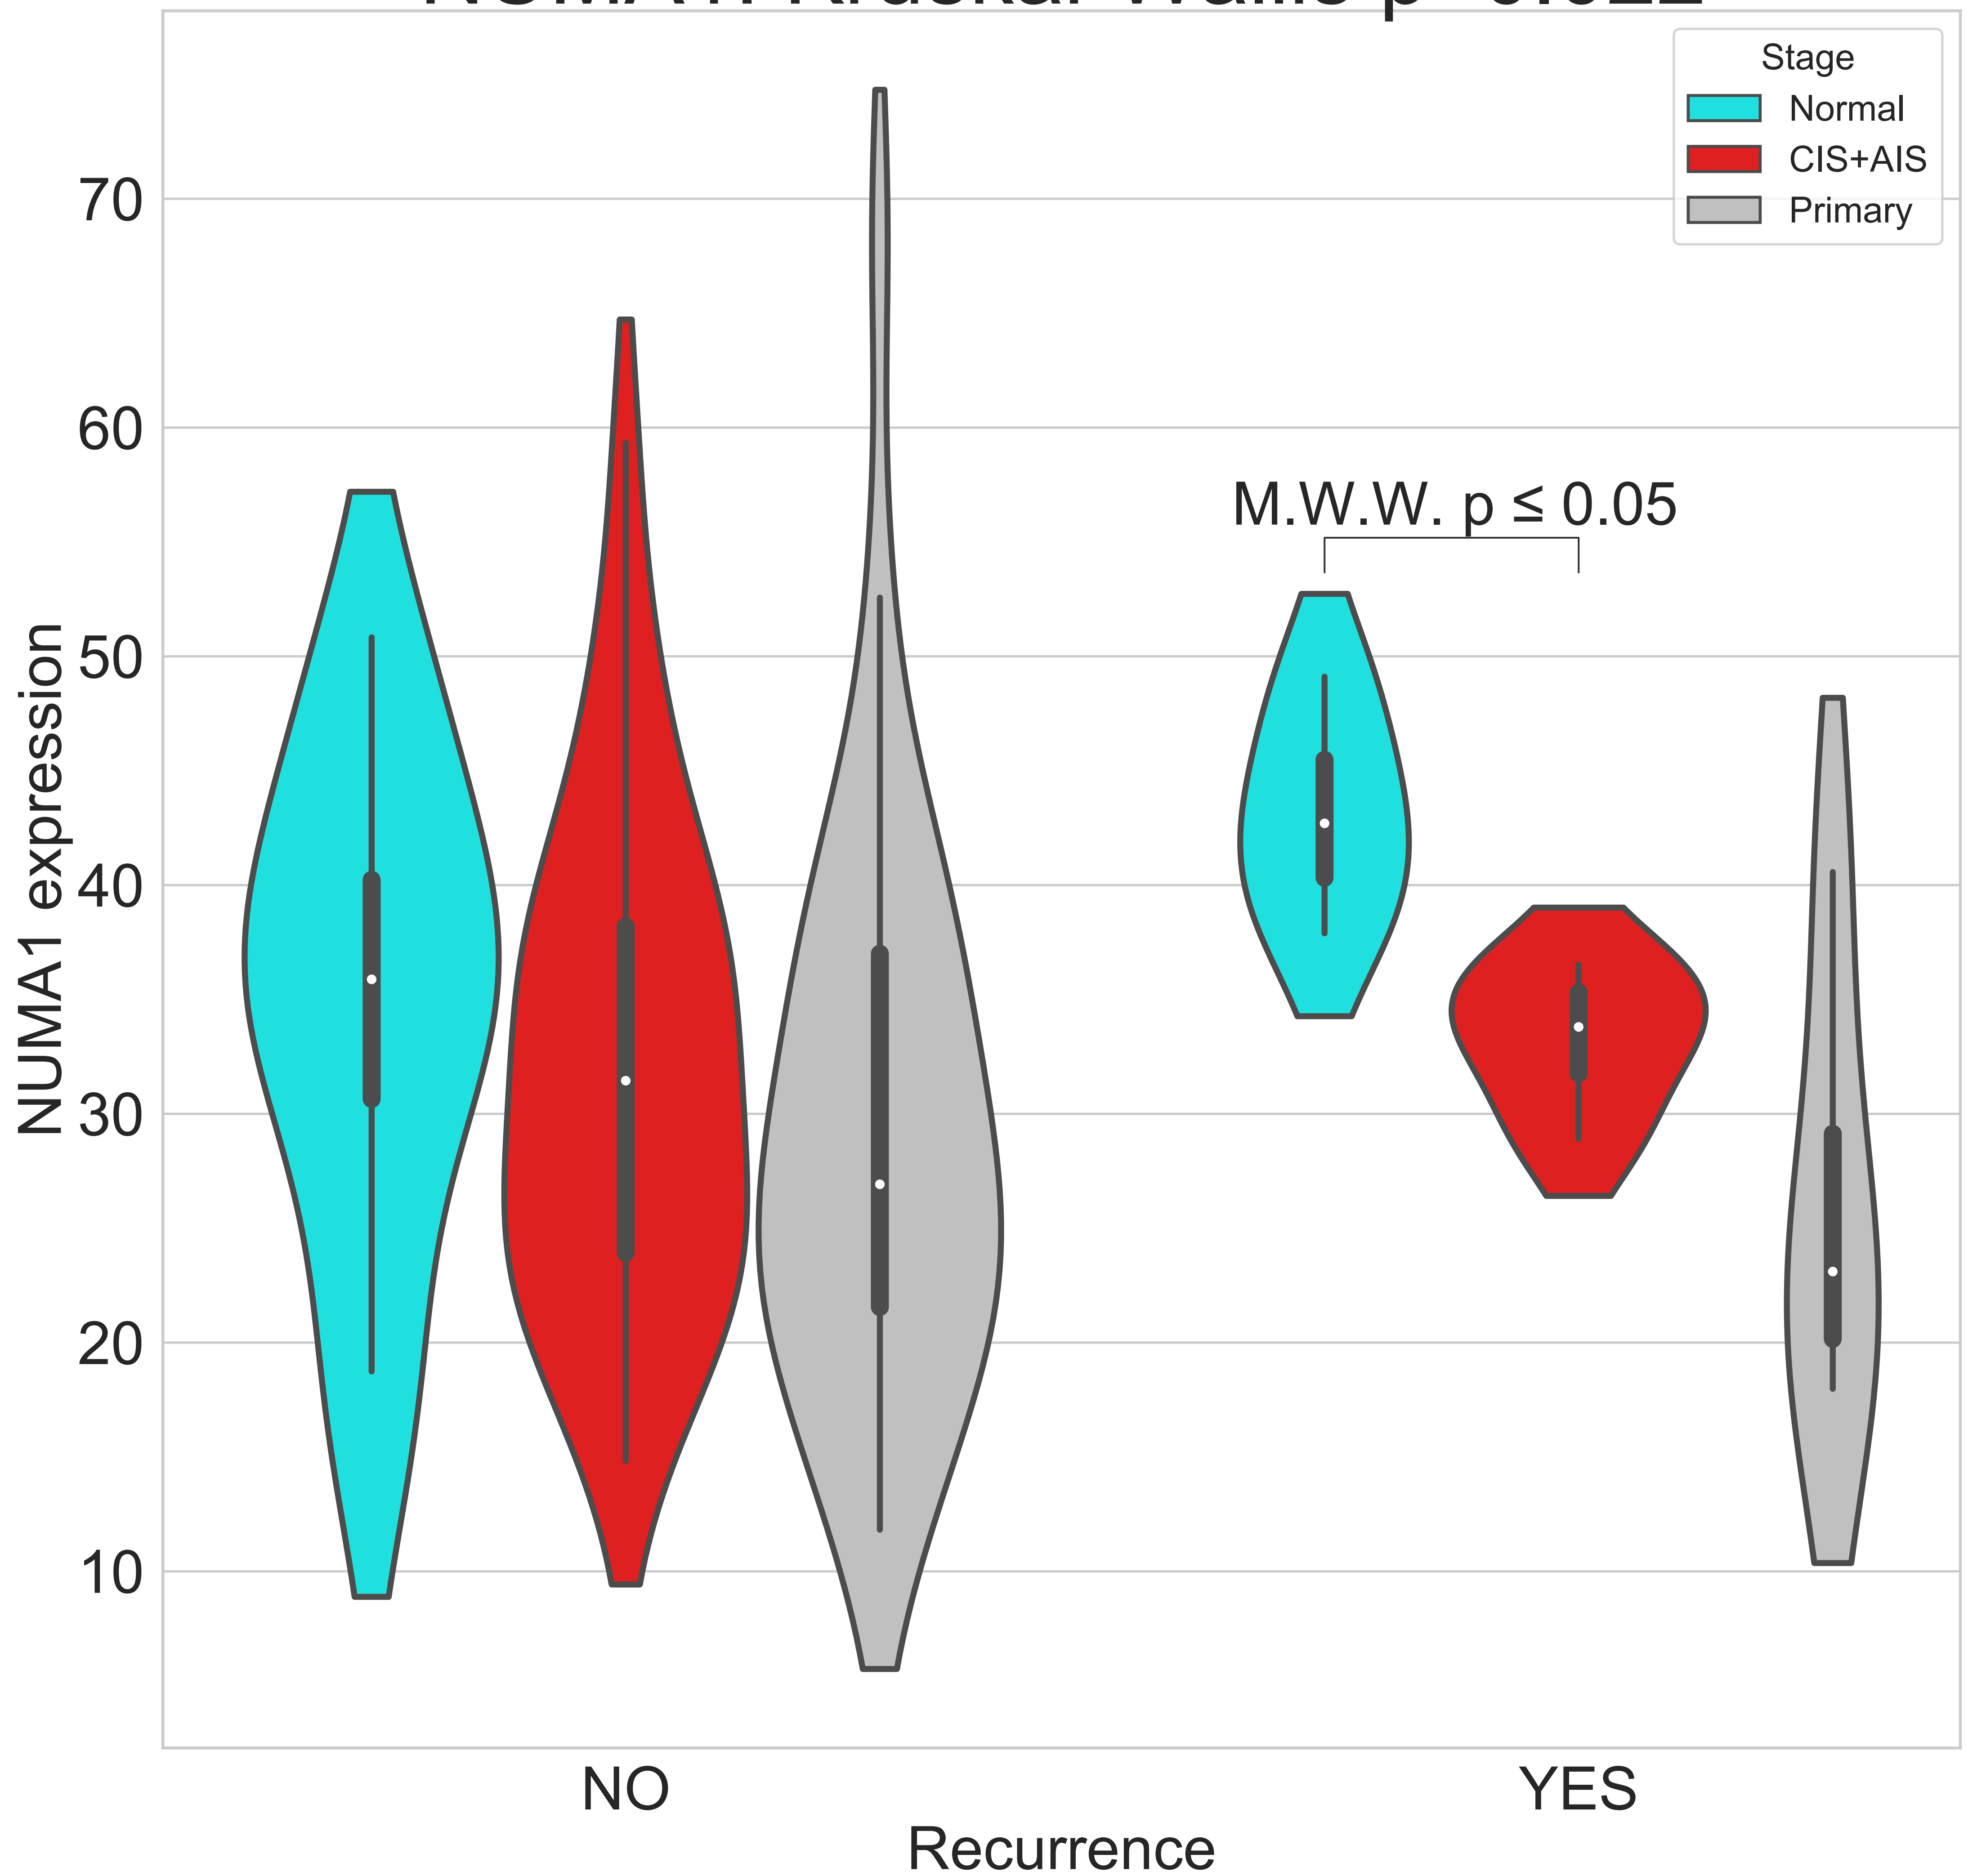 Stage
Normal
CIS+AIS
Primary
70
60
50
40
30
20
10
NUMA1 expression
M.W.W. p ≤ 0.05
NO
YES
Recurrence